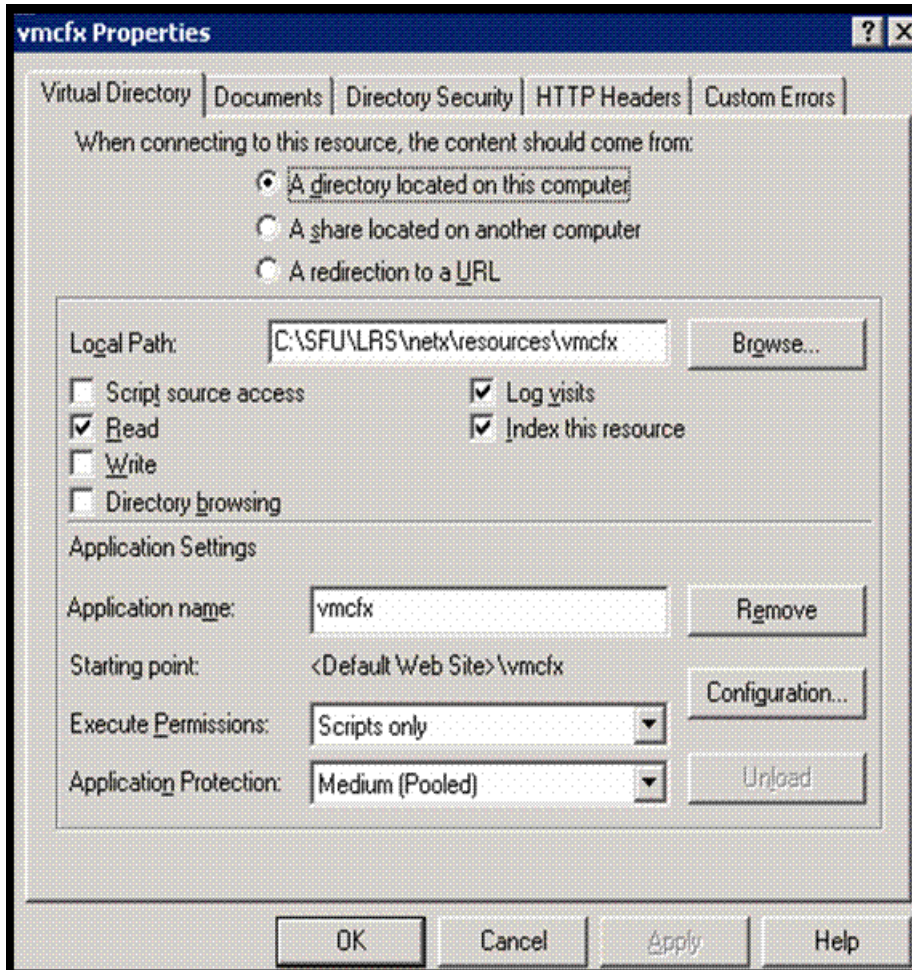 vmcfx Properties
Virtual Directory Documents Directory Security HTTP Headers Custom Errors
When connecting to this resource, the content should come from:
A directory located on this computer
A share located on another computer
A redirection to a URL
Local Path: C:\SFU\LRS\netx\resources\vmcfx Browse...
Script source access Log visits
Read Index this resource
Write
Directory browsing
Application Settings
Application name: vmcfx Remove
Starting point: <Default Web Site>\vmcfx
Configuration...
Execute Permissions: Scripts only
Application Protection: Medium (Pooled) Unload
OK Cancel Apply Help